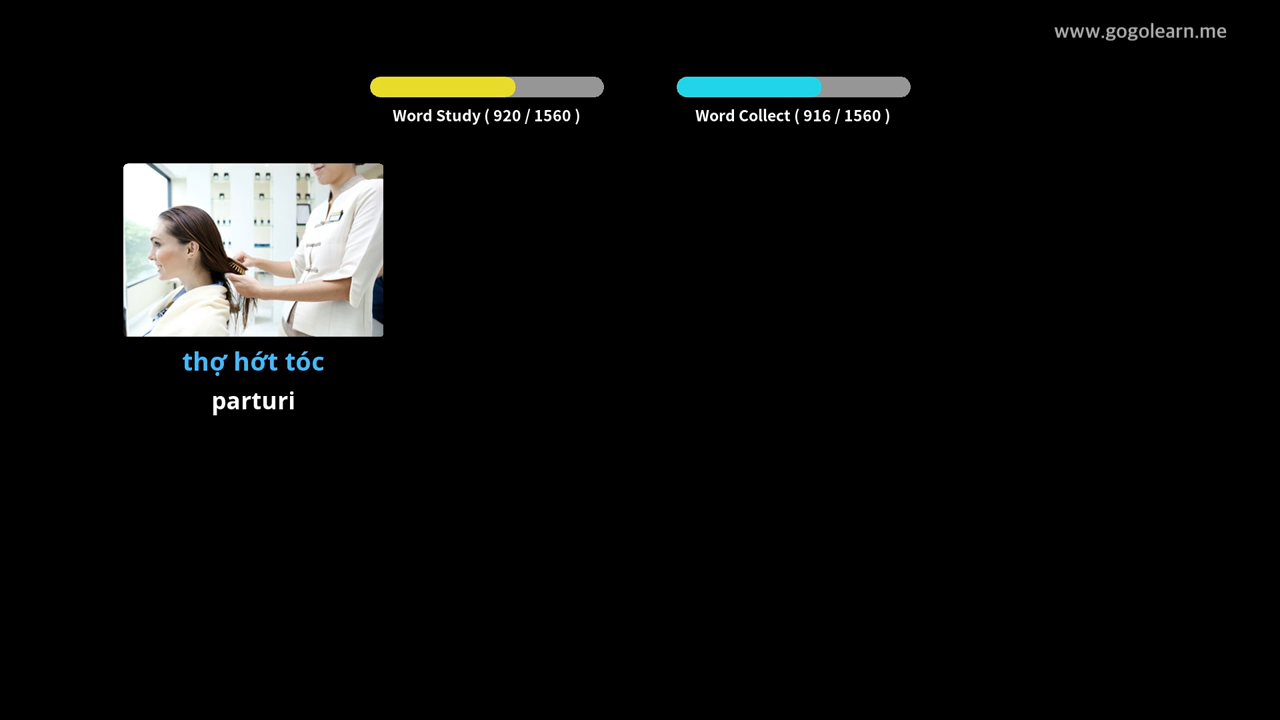 www.gogolearn.me
Word Study ( 920 / 1560 )
Word Collect ( 916 / 1560 )
thợ hớt tóc
parturi